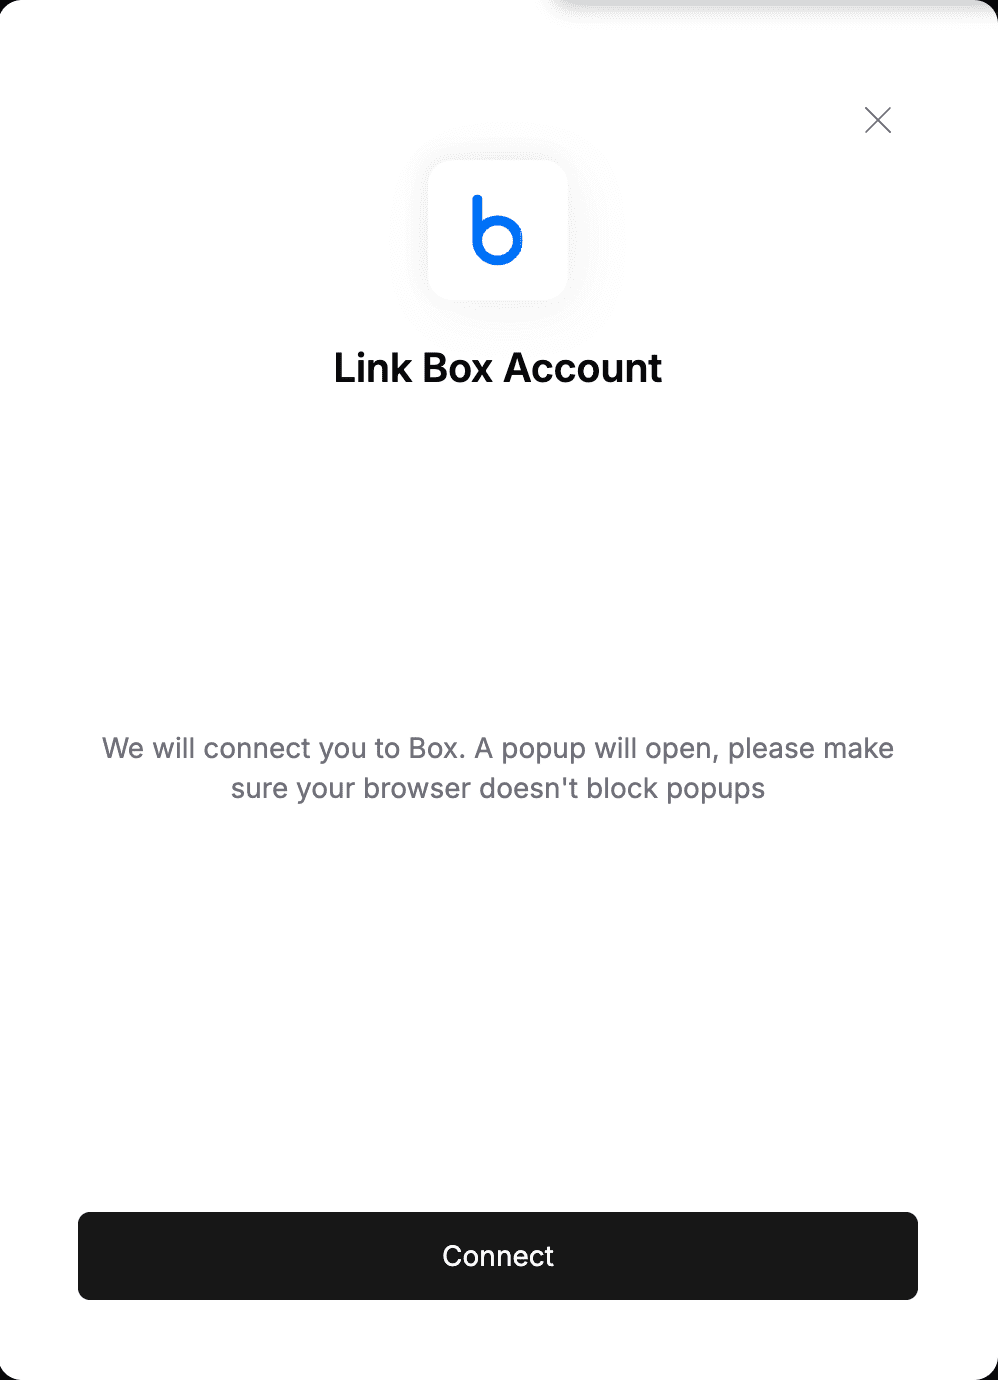 b
Link Box Account
We will connect you to Box. A popup will open, please make
sure your browser doesn't block popups
Connect